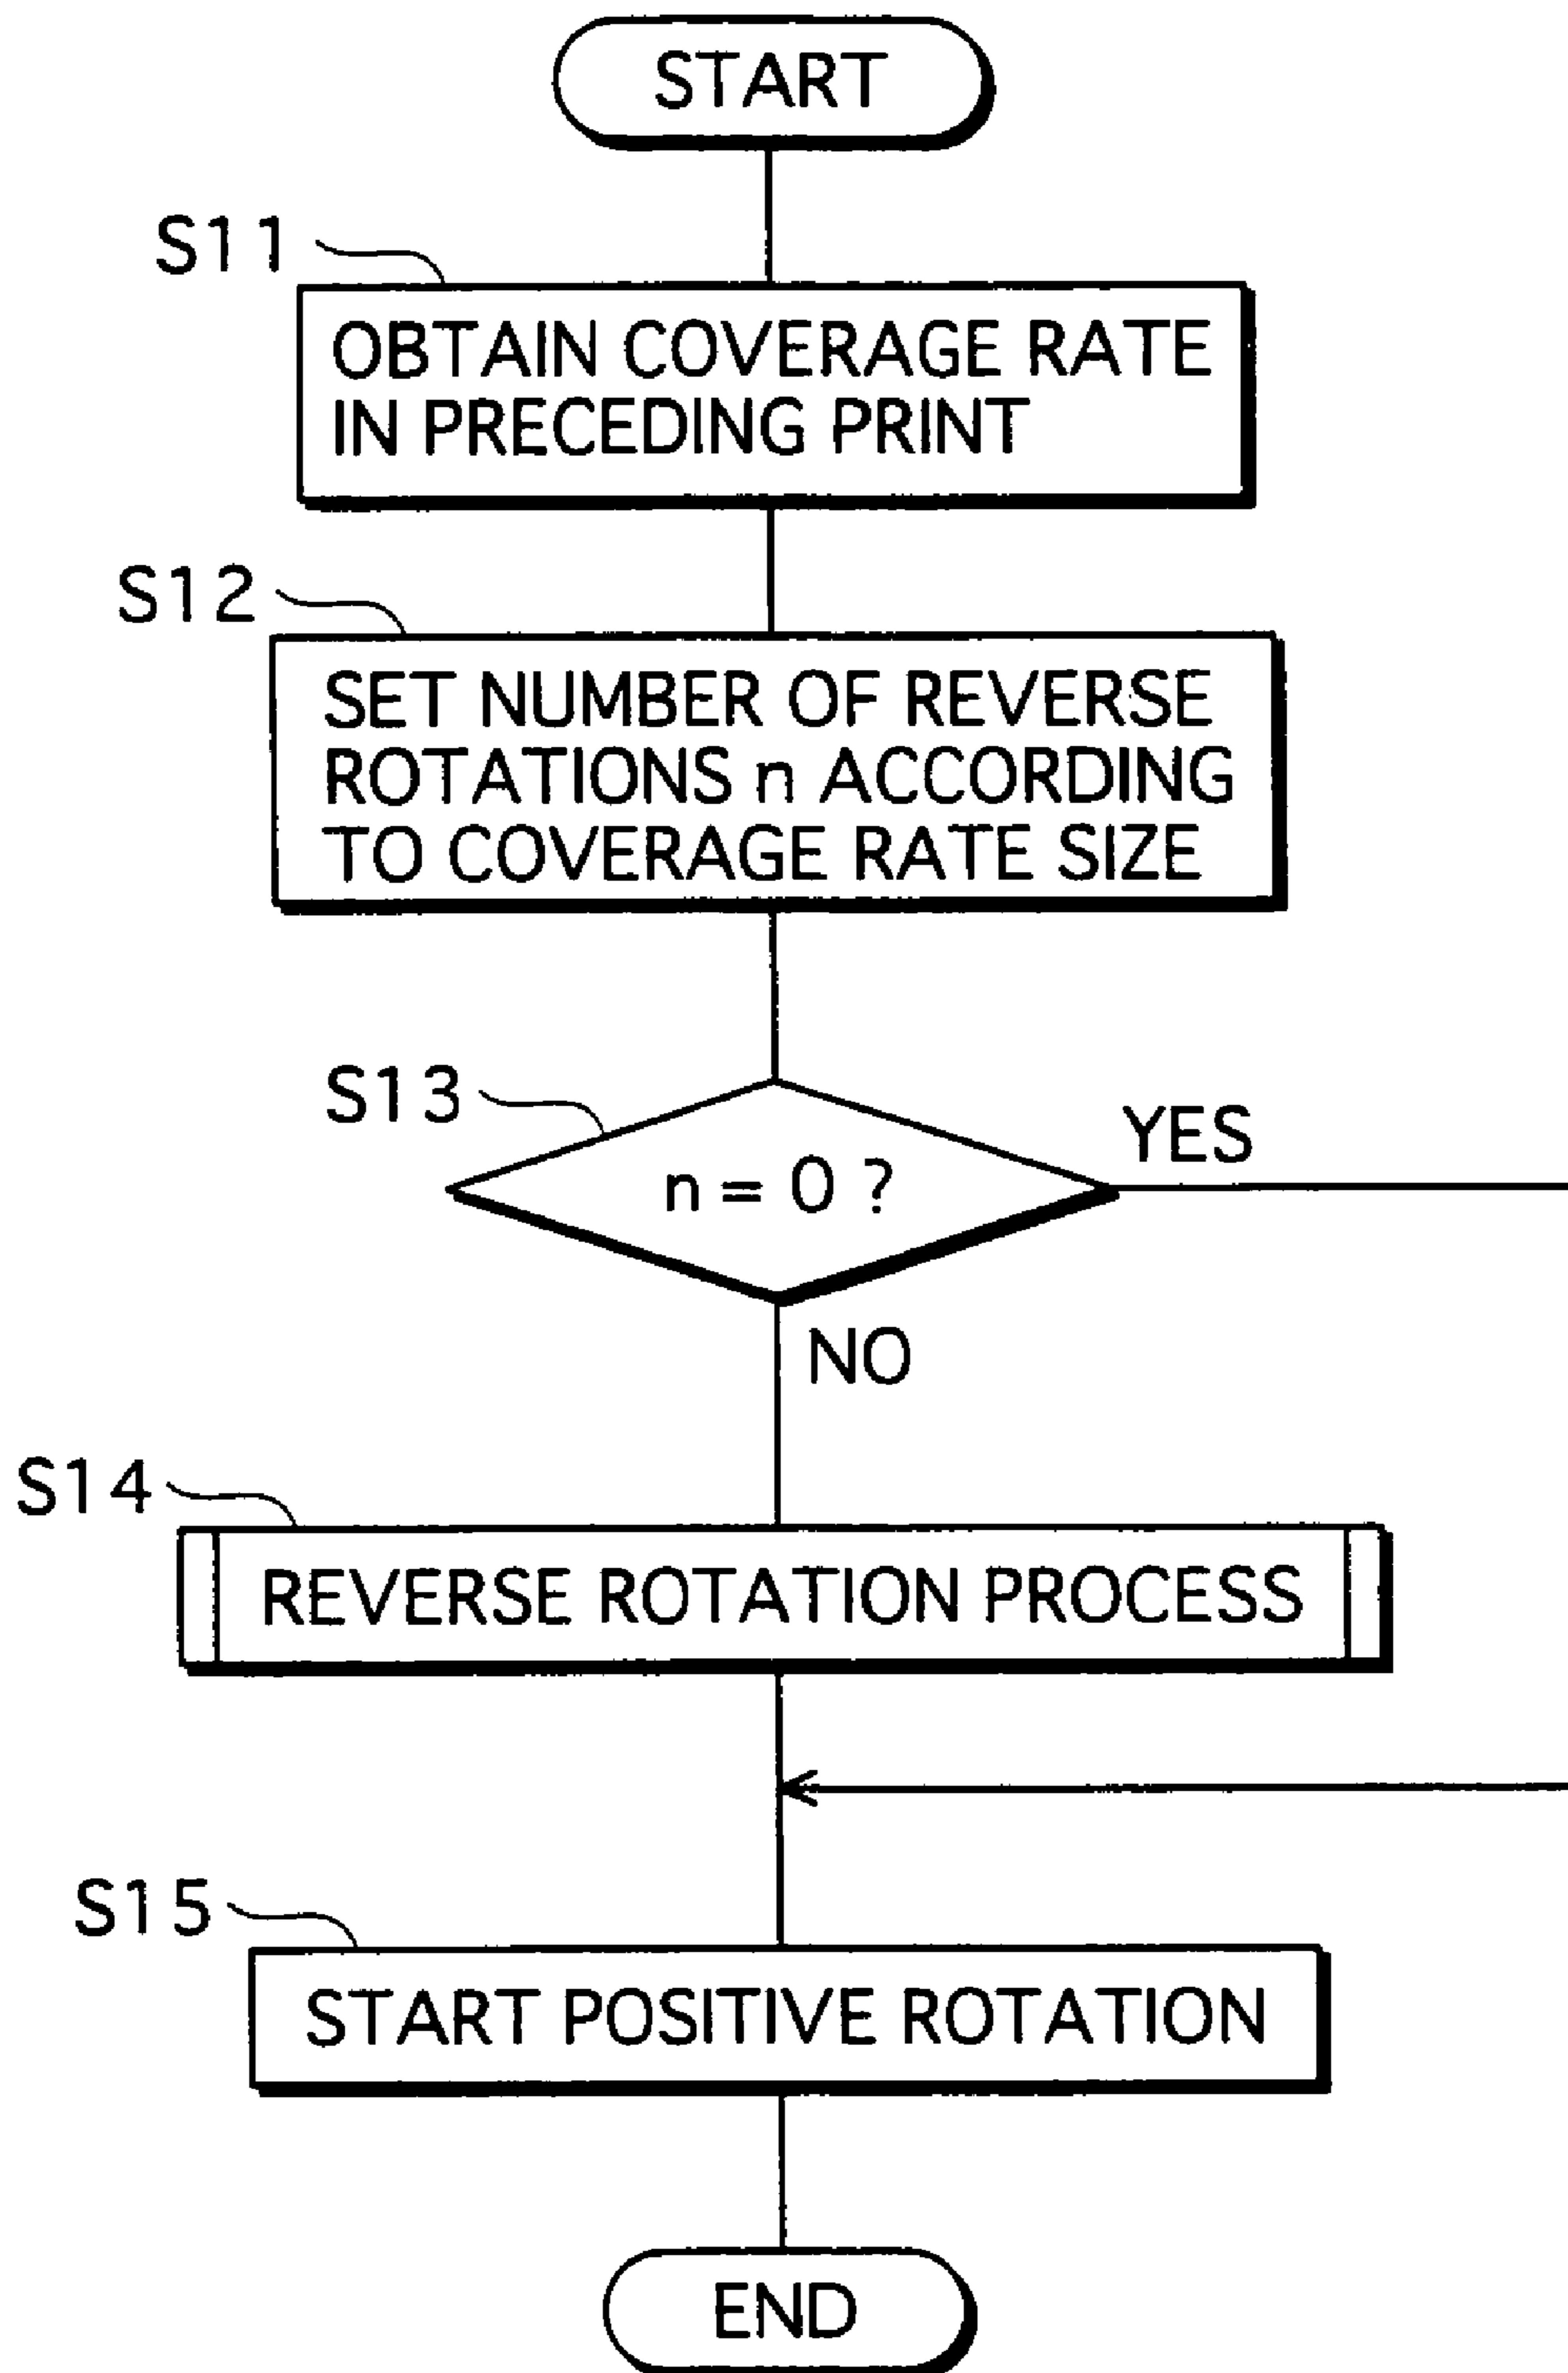 START
S11
OBTAIN COVERAGE RATE
IN PRECEDING PRINT
S12
SET NUMBER OF REVERSE
ROTATIONS n ACCORDING
TO COVERAGE RATE SIZE
S13
n = 0 ?
YES
NO
S14
REVERSE ROTATION PROCESS
S15
START POSITIVE ROTATION
END